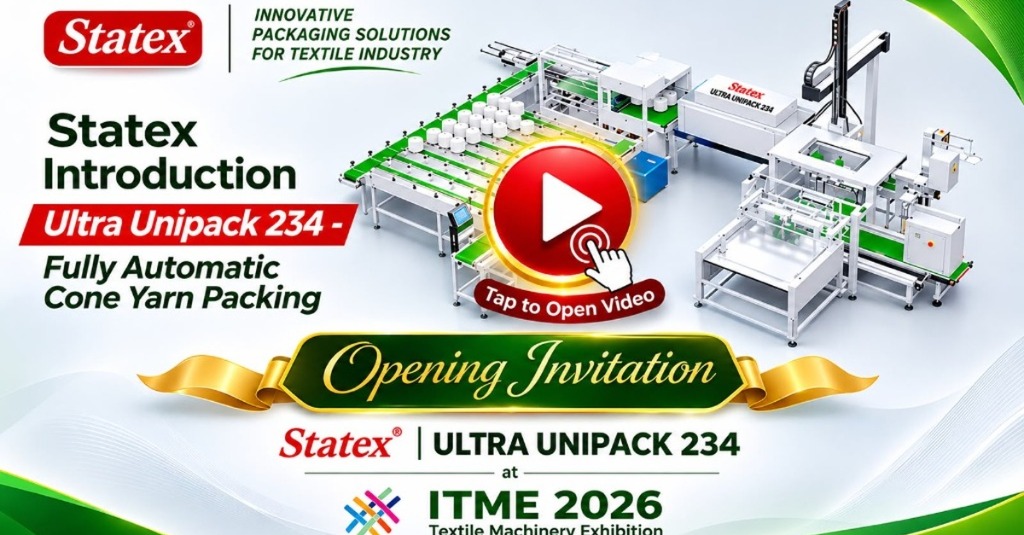 Statex®
INNOVATIVE
PACKAGING SOLUTIONS
FOR TEXTILE INDUSTRY
Statex
ULTRA UNIPACK 234
Statex
Introduction
Ultra Unipack 234 -
Fully Automatic
Cone Yarn Packing
Tap to Open Video
Opening Invitation
Statex® | ULTRA UNIPACK 234
at
ITME 2026
Textile Machinery Exhibition